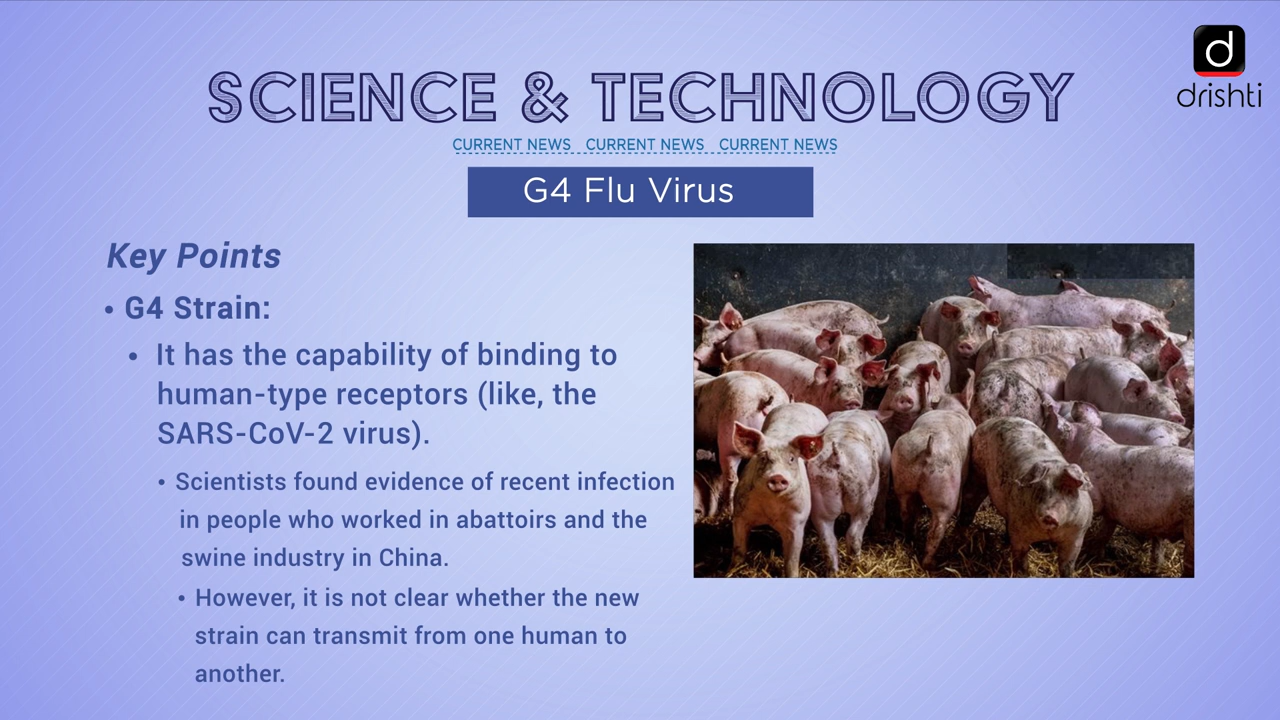 d
drishti
SCIENCE & TECHNOLOGY
CURRENT NEWS CURRENT NEWS CURRENT NEWS
G4 Flu Virus
Key Points
• G4 Strain:
• It has the capability of binding to
human-type receptors (like, the
SARS-CoV-2 virus).
• Scientists found evidence of recent infection
in people who worked in abattoirs and the
swine industry in China.
• However, it is not clear whether the new
strain can transmit from one human to
another.